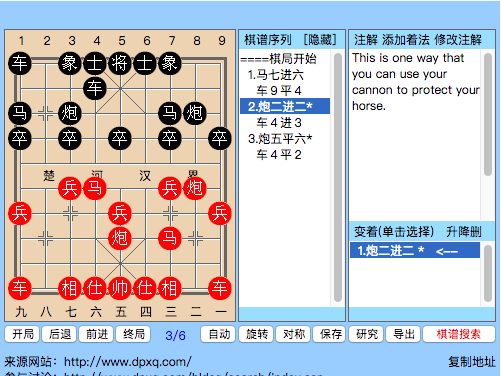 1 2 3 4 5 6 7 8 9
车 象 士 将 士 象
车
马 炮 马 炮
卒 卒 卒 卒 卒
楚 河 汉 界
兵 马 兵 炮
兵 兵 兵
炮 马
车 相 仕 帅 仕 相 车
九 八 七 六 五 四 三 二 一
棋谱序列 [隐藏]
====棋局开始
1.马七进六
车９平４
2.炮二进二*
车４进３
3.炮五平六*
车４平２
注解 添加着法 修改注解
This is one way that
you can use your
cannon to protect your
horse.
变着(单击选择) 升降删
1.炮二进二 * <--
开局 后退 前进 终局 3/6 自动 旋转 对称 保存 研究 导出 棋谱搜索
来源网站: http://www.dpxq.com/ 复制地址